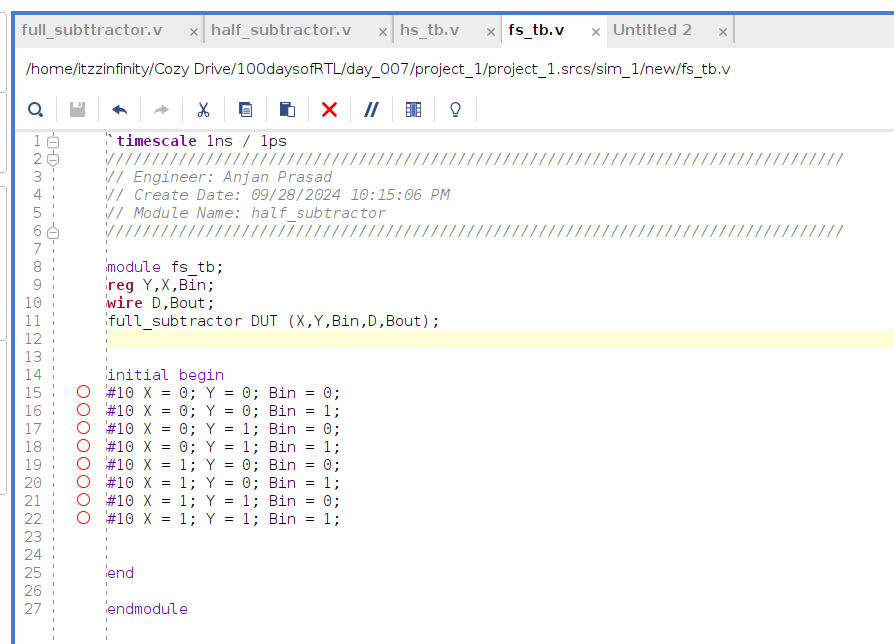 full_subttractor.v × half_subtractor.v × hs_tb.v × fs_tb.v × Untitled 2 ×
/home/itzzinfinity/Cozy Drive/100daysofRTL/day_007/project_1/project_1.srcs/sim_1/new/fs_tb.v
1 `timescale 1ns / 1ps
2 //////////////////////////////////////////////////////////////////////////////////
3 // Engineer: Anjan Prasad
4 // Create Date: 09/28/2024 10:15:06 PM
5 // Module Name: half_subtractor
6 //////////////////////////////////////////////////////////////////////////////////
7
8 module fs_tb;
9 reg Y,X,Bin;
10 wire D,Bout;
11 full_subtractor DUT (X,Y,Bin,D,Bout);
12
13
14 initial begin
15 #10 X = 0; Y = 0; Bin = 0;
16 #10 X = 0; Y = 0; Bin = 1;
17 #10 X = 0; Y = 1; Bin = 0;
18 #10 X = 0; Y = 1; Bin = 1;
19 #10 X = 1; Y = 0; Bin = 0;
20 #10 X = 1; Y = 0; Bin = 1;
21 #10 X = 1; Y = 1; Bin = 0;
22 #10 X = 1; Y = 1; Bin = 1;
23
24
25 end
26
27 endmodule